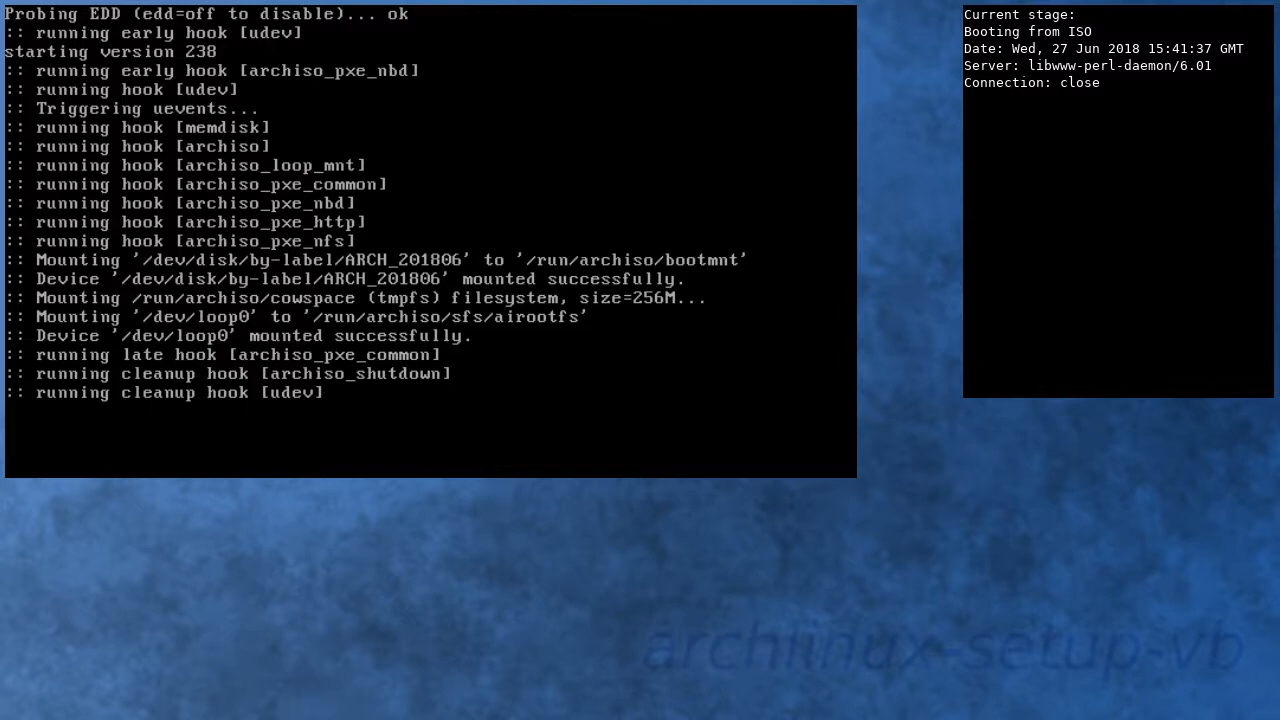 Probing EDD (edd=off to disable)... ok
:: running early hook [udev]
starting version 238
:: running early hook [archiso_pxe_nbd]
:: running hook [udev]
:: Triggering uevents...
:: running hook [memdisk]
:: running hook [archiso]
:: running hook [archiso_loop_mnt]
:: running hook [archiso_pxe_common]
:: running hook [archiso_pxe_nbd]
:: running hook [archiso_pxe_http]
:: running hook [archiso_pxe_nfs]
:: Mounting '/dev/disk/by-label/ARCH_201806' to '/run/archiso/bootmnt'
:: Device '/dev/disk/by-label/ARCH_201806' mounted successfully.
:: Mounting /run/archiso/cowspace (tmpfs) filesystem, size=256M...
:: Mounting '/dev/loop0' to '/run/archiso/sfs/airootfs'
:: Device '/dev/loop0' mounted successfully.
:: running late hook [archiso_pxe_common]
:: running cleanup hook [archiso_shutdown]
:: running cleanup hook [udev]
Current stage:
Booting from ISO
Date: Wed, 27 Jun 2018 15:41:37 GMT
Server: libwww-perl-daemon/6.01
Connection: close
archlinux-setup-vb